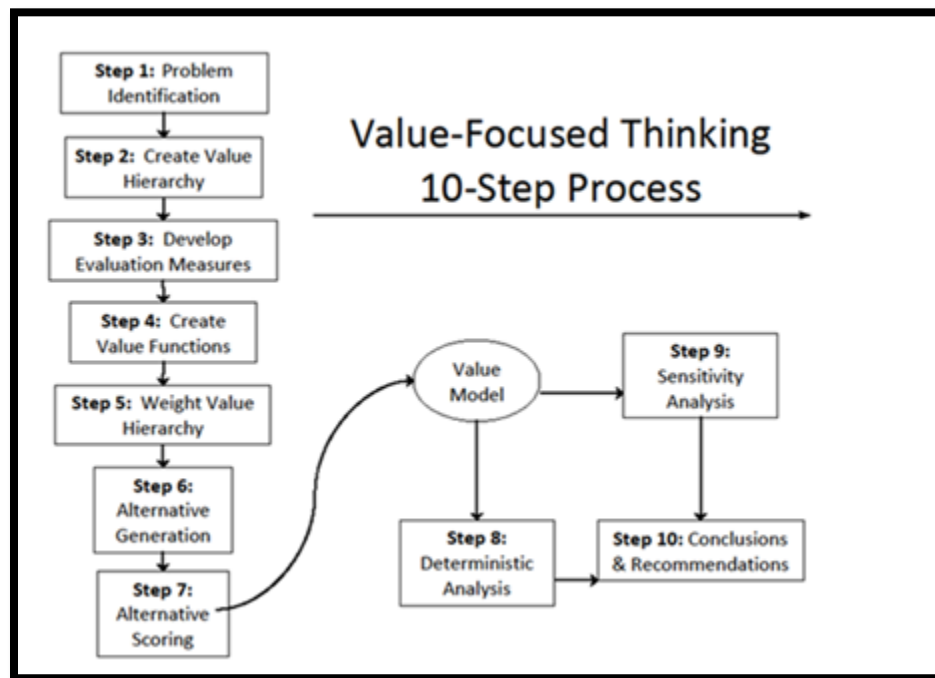 Step 1: Problem
Identification
Step 2: Create Value
Hierarchy
Step 3: Develop
Evaluation Measures
Step 4: Create
Value Functions
Step 5: Weight Value
Hierarchy
Step 6:
Alternative
Generation
Step 7:
Alternative
Scoring
Value-Focused Thinking
10-Step Process
Value
Model
Step 8:
Deterministic
Analysis
Step 9:
Sensitivity
Analysis
Step 10: Conclusions
& Recommendations